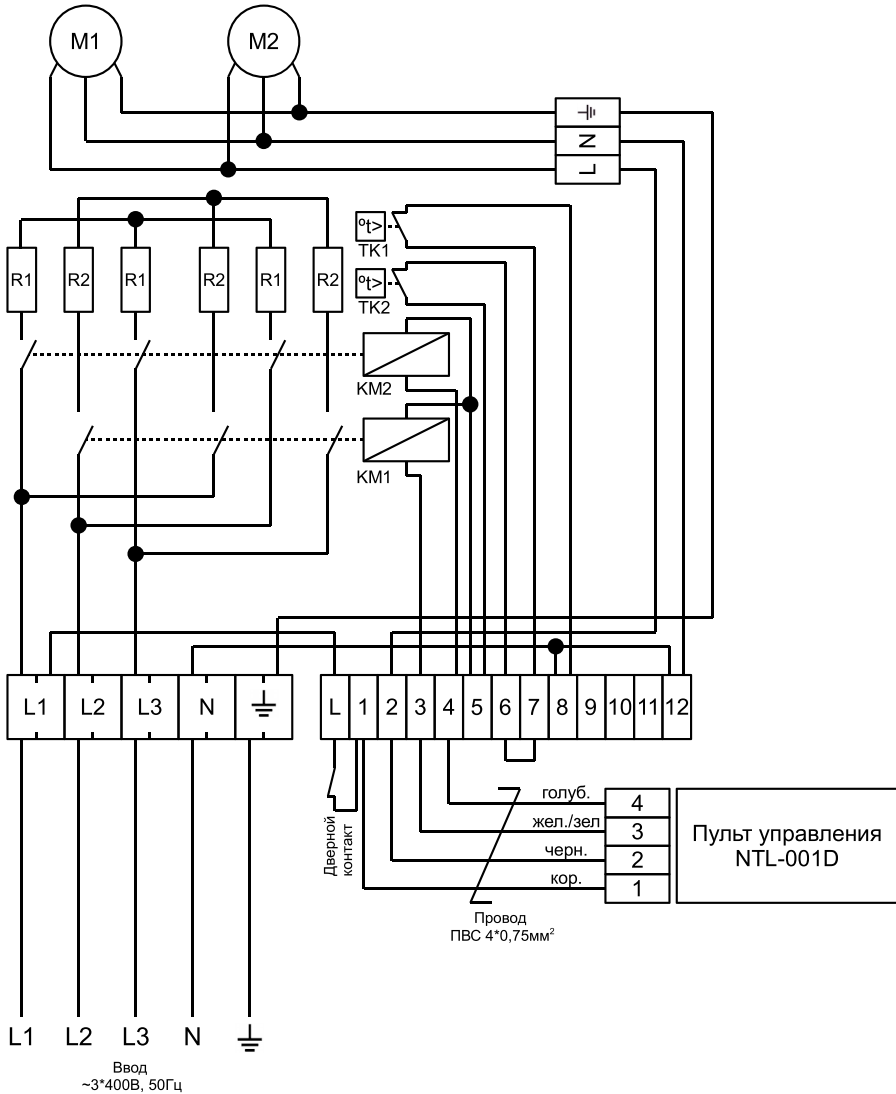 M1 M2
N
L
ºt>
TK1
R1 R2 R1 R2 R1 R2
ºt>
TK2
KM2
KM1
L1 L2 L3 N L 1 2 3 4 5 6 7 8 9 10 11 12
Дверной
контакт
голуб. 4
жел./зел 3
черн. 2
кор. 1
Пульт управления
NTL-001D
Провод
ПВС 4*0,75мм²
L1 L2 L3 N
Ввод
~3*400В, 50Гц